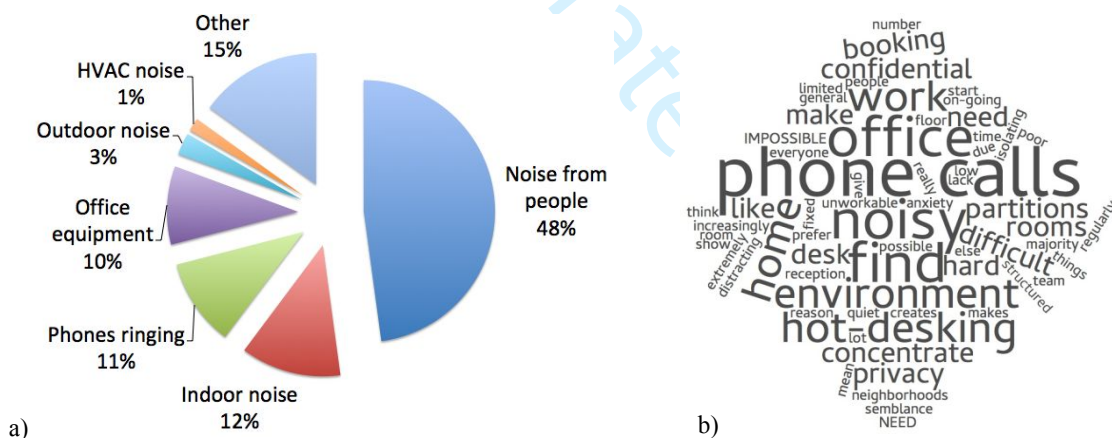 Other
15%
HVAC noise
1%
Outdoor noise
3%
Office
equipment
10%
Phones ringing
11%
Indoor noise
12%
Noise from
people
48%
a)
rate
number
booking
confidential
limited
people
general
work
start
on-going
make
floor
need
IMPOSSIBLE
office
time
due
isolating
poor
everyone
phone calls
give
really
low
lack
think
like
fixed
unworkable
anxiety
partitions
increasingly
noisy
rooms
regularly
room
show
home
prefer
possible
difficult
majority
things
extremely
distracting
desk
find
else
hard
structured
team
reception
environment
reason
quiet
creates
makes
hot-desking
lot
concentrate
mean
privacy
neighborhoods
semblance
NEED
b)